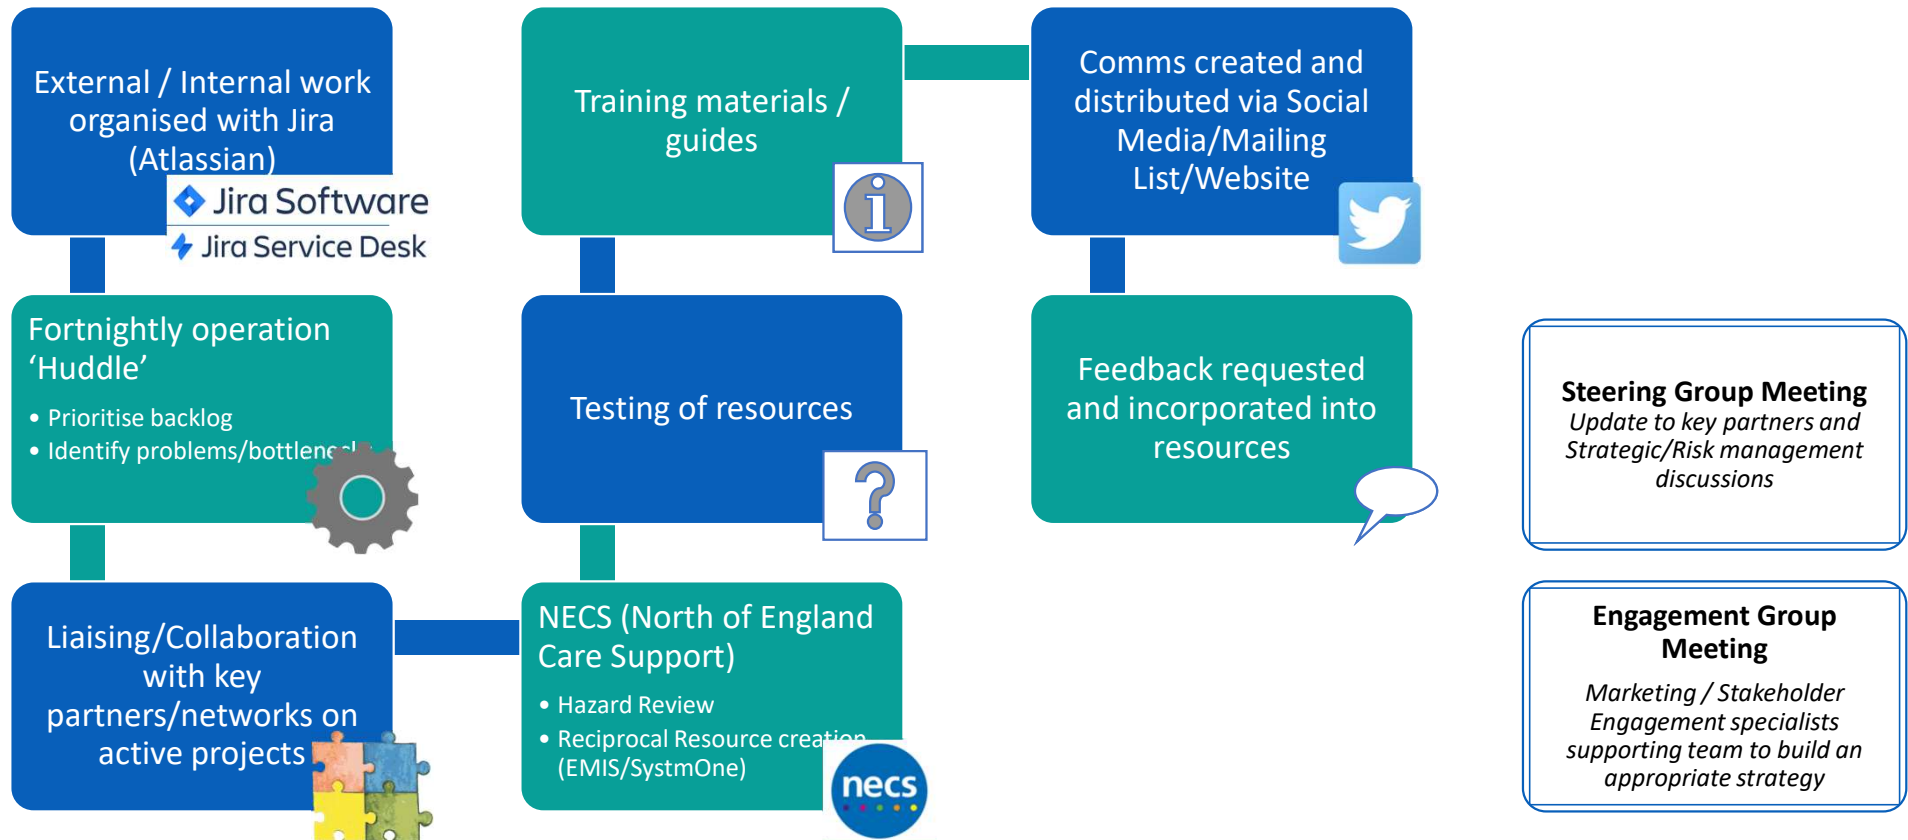 External / Internal work
organised with Jira
(Atlassian)
Jira Software
Jira Service Desk
Fortnightly operation
‘Huddle’
• Prioritise backlog
• Identify problems/bottlenecks
Liaising/Collaboration
with key
partners/networks on
active projects
NECS (North of England
Care Support)
• Hazard Review
• Reciprocal Resource creation
(EMIS/SystmOne)
necs
Testing of resources
?
Training materials /
guides
i
Comms created and
distributed via Social
Media/Mailing
List/Website
Feedback requested
and incorporated into
resources
Steering Group Meeting
Update to key partners and
Strategic/Risk management
discussions
Engagement Group
Meeting
Marketing / Stakeholder
Engagement specialists
supporting team to build an
appropriate strategy